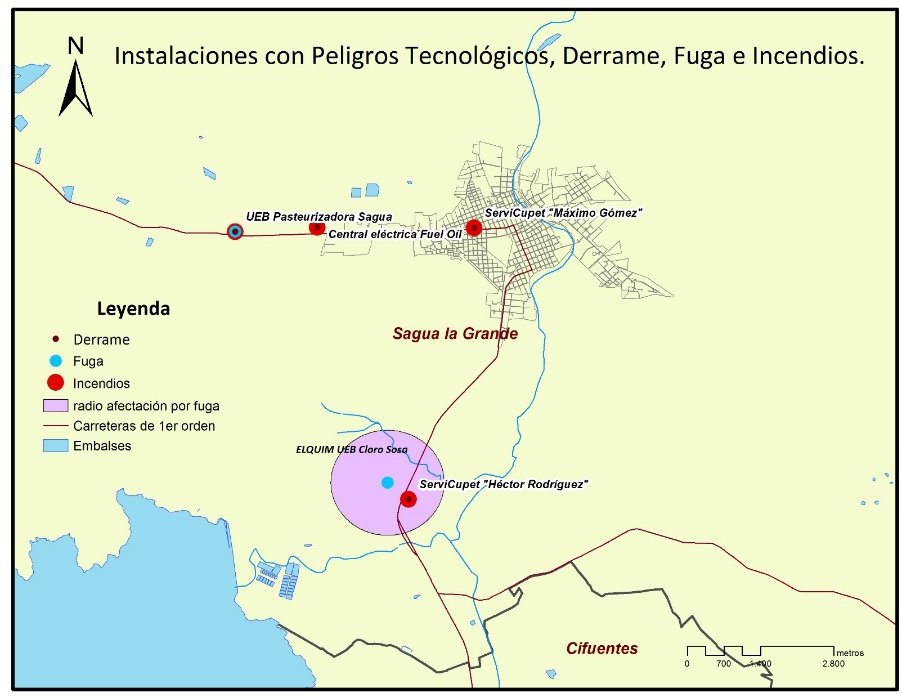 N
Instalaciones con Peligros Tecnológicos, Derrame, Fuga e Incendios.
UEB Pasteurizadora Sagua
ServiCupet "Máximo Gómez"
Central eléctrica Fuel Oil
Leyenda
Derrame
Fuga
Incendios
radio afectación por fuga
Carreteras de 1er orden
Embalses
Sagua la Grande
ELQUIM UEB Cloro Sosa
ServiCupet "Héctor Rodríguez"
Cifuentes
metros
0 700 1.400 2.800